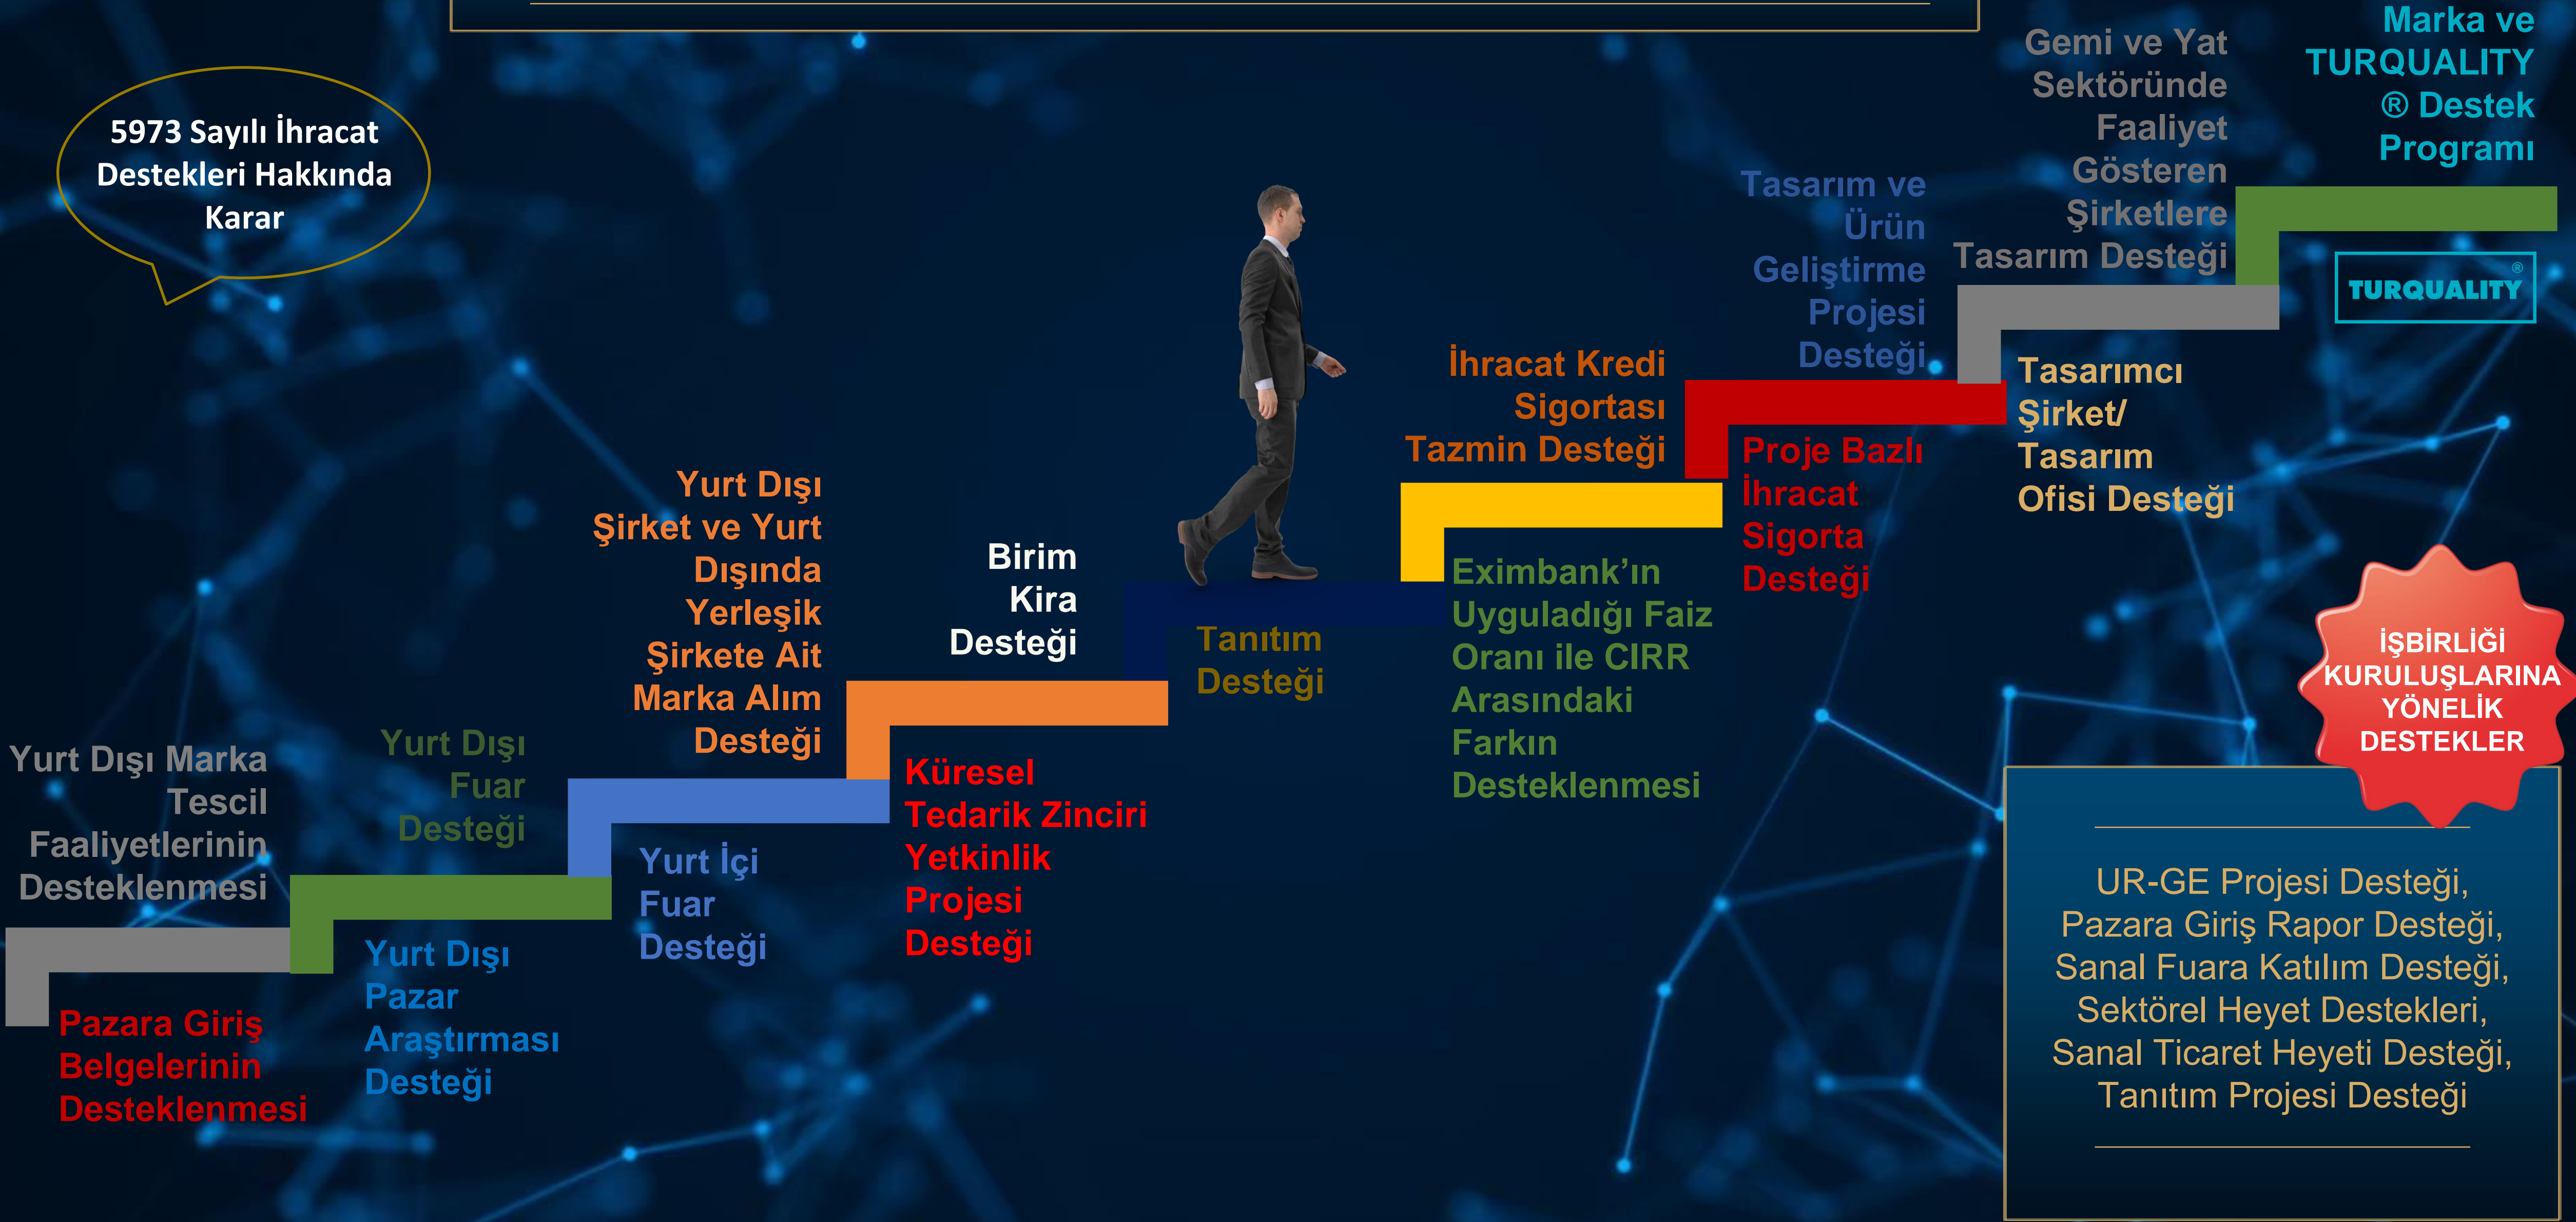 5973 Sayılı İhracat
Destekleri Hakkında
Karar
Yurt Dışı Marka
Tescil
Faaliyetlerinin
Desteklenmesi
Pazara Giriş
Belgelerinin
Desteklenmesi
Yurt Dışı
Fuar
Desteği
Yurt Dışı
Pazar
Araştırması
Desteği
Yurt Dışı
Şirket ve Yurt
Dışında
Yerleşik
Şirkete Ait
Marka Alım
Desteği
Yurt İçi
Fuar
Desteği
Birim
Kira
Desteği
Küresel
Tedarik Zinciri
Yetkinlik
Projesi
Desteği
Tanıtım
Desteği
İhracat Kredi
Sigortası
Tazmin Desteği
Eximbank’ın
Uyguladığı Faiz
Oranı ile CIRR
Arasındaki
Farkın
Desteklenmesi
Tasarım ve
Ürün
Geliştirme
Projesi
Desteği
Proje Bazlı
İhracat
Sigorta
Desteği
Gemi ve Yat
Sektöründe
Faaliyet
Gösteren
Şirketlere
Tasarım Desteği
Tasarımcı
Şirket/
Tasarım
Ofisi Desteği
Marka ve
TURQUALITY
® Destek
Programı
TURQUALITY®
İŞBİRLİĞİ
KURULUŞLARINA
YÖNELİK
DESTEKLER
UR-GE Projesi Desteği,
Pazara Giriş Rapor Desteği,
Sanal Fuara Katılım Desteği,
Sektörel Heyet Destekleri,
Sanal Ticaret Heyeti Desteği,
Tanıtım Projesi Desteği